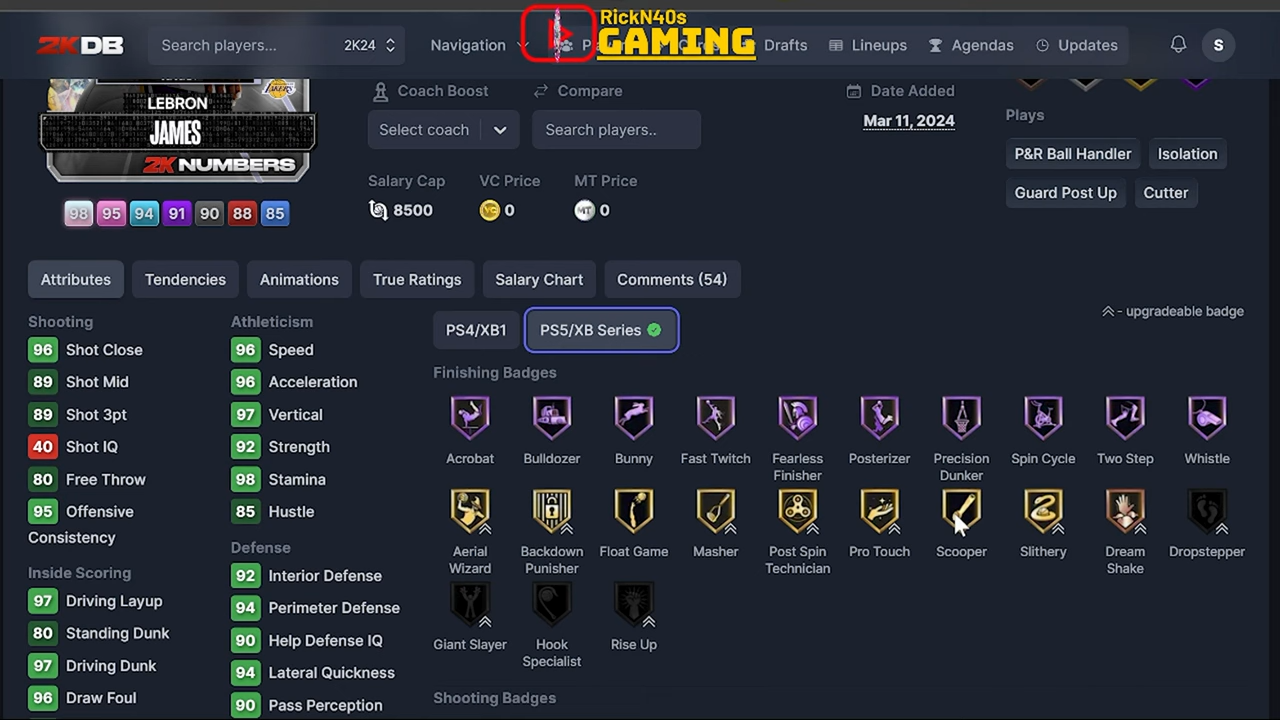 RickN40s
GAMING
2KDB
Search players...
2K24
Navigation
Drafts
Lineups
Agendas
Updates
S
LEBRON
JAMES
2K NUMBERS
98 95 94 91 90 88 85
Coach Boost
Compare
Select coach
Search players..
Salary Cap
VC Price
MT Price
8500
VC
0
MT
0
Date Added
Mar 11, 2024
Plays
P&R Ball Handler
Isolation
Guard Post Up
Cutter
Attributes
Tendencies
Animations
True Ratings
Salary Chart
Comments (54)
Shooting
96 Shot Close
89 Shot Mid
89 Shot 3pt
40 Shot IQ
80 Free Throw
95 Offensive
Consistency
Inside Scoring
97 Driving Layup
80 Standing Dunk
97 Driving Dunk
96 Draw Foul
Athleticism
96 Speed
96 Acceleration
97 Vertical
92 Strength
98 Stamina
85 Hustle
Defense
92 Interior Defense
94 Perimeter Defense
90 Help Defense IQ
94 Lateral Quickness
90 Pass Perception
PS4/XB1
PS5/XB Series
- upgradeable badge
Finishing Badges
Acrobat
Bulldozer
Bunny
Fast Twitch
Fearless
Finisher
Posterizer
Precision
Dunker
Spin Cycle
Two Step
Whistle
Aerial
Wizard
Backdown
Punisher
Float Game
Masher
Post Spin
Technician
Pro Touch
Scooper
Slithery
Dream
Shake
Dropstepper
Giant Slayer
Hook
Specialist
Rise Up
Shooting Badges